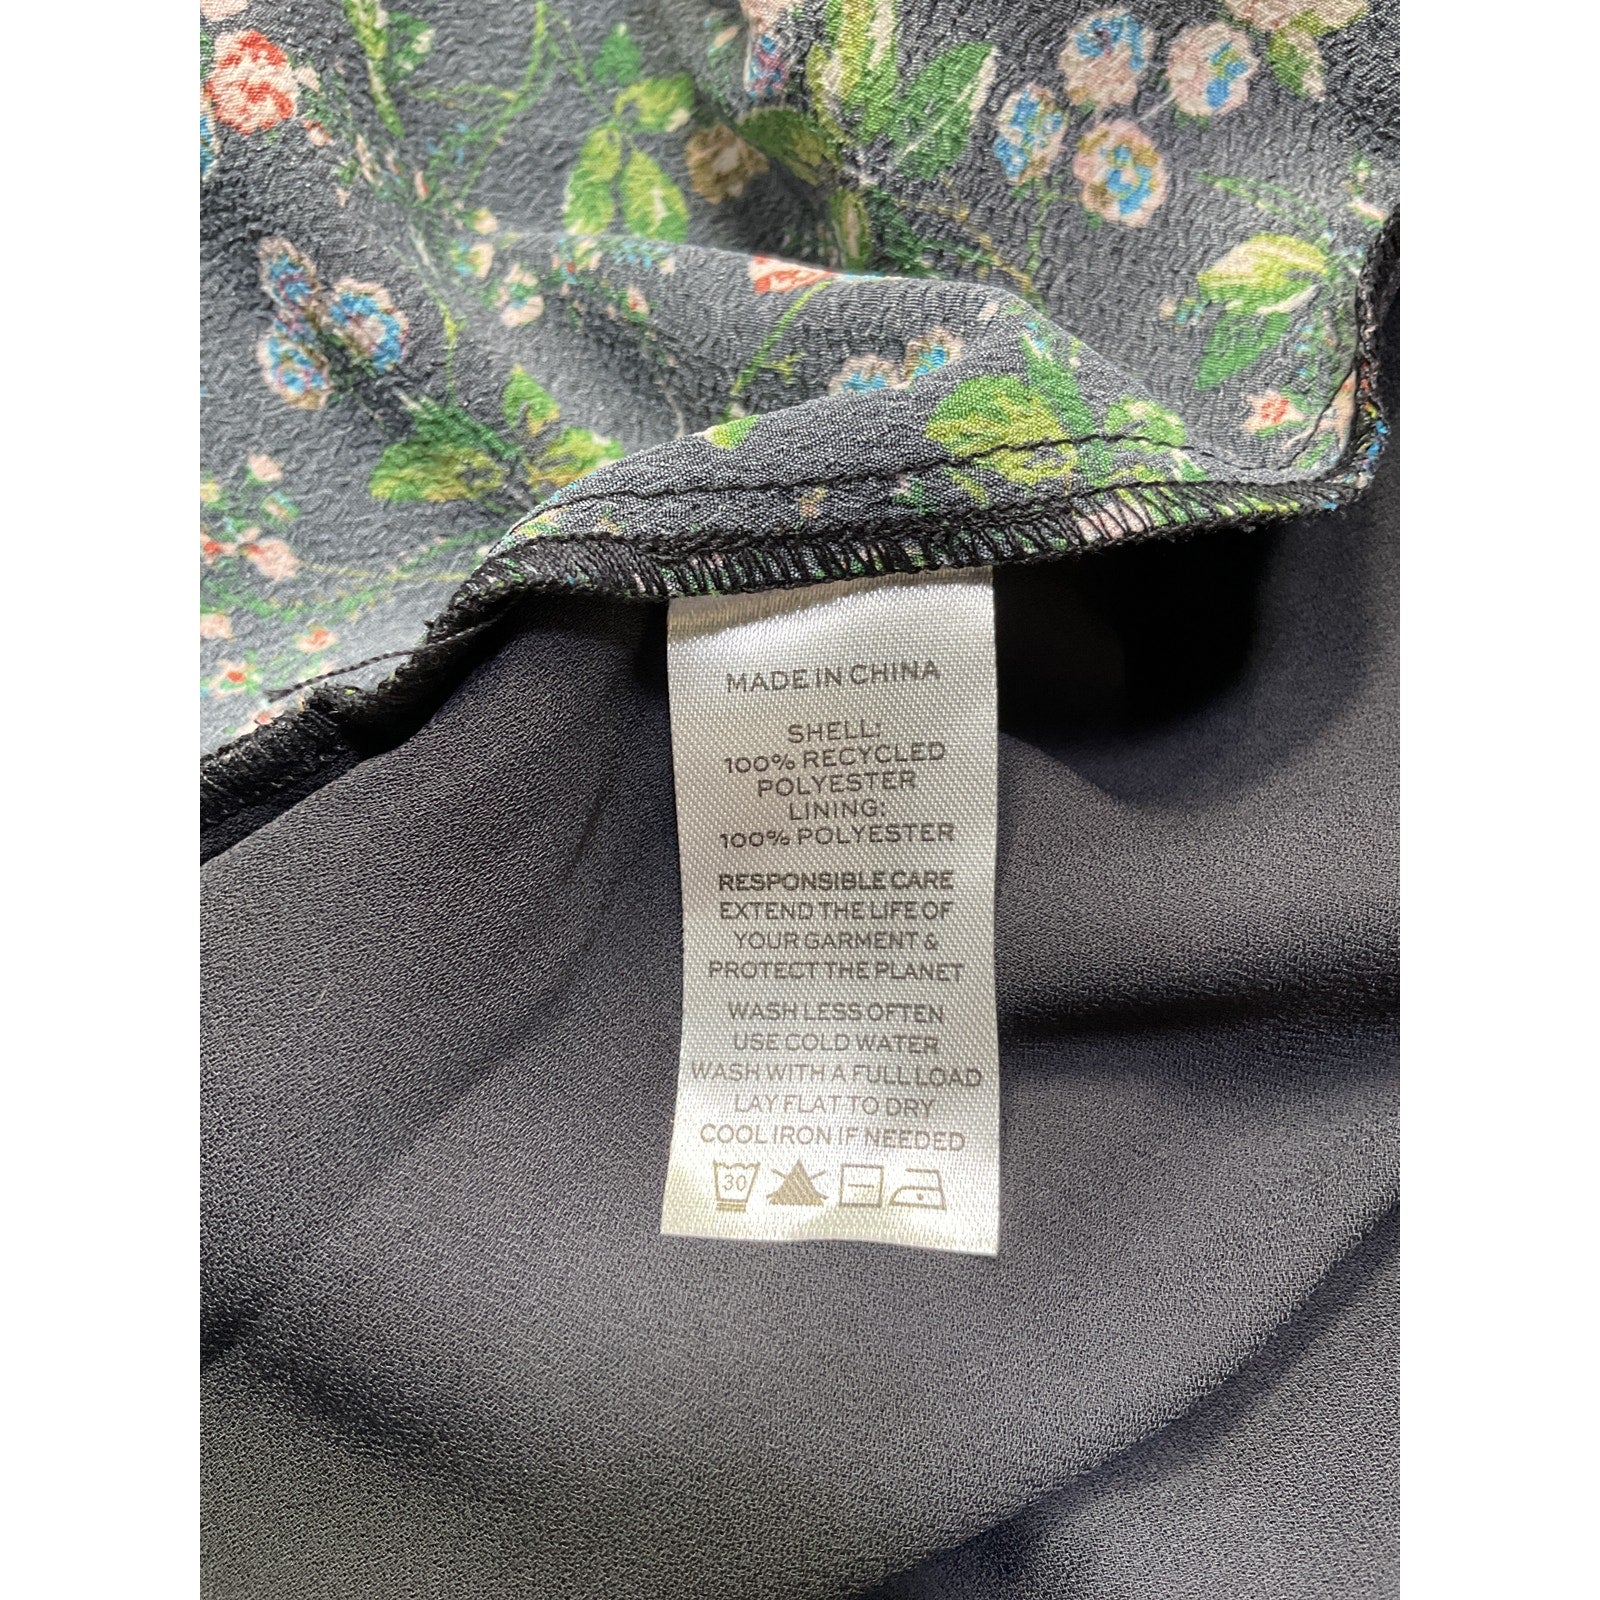 MADE IN CHINA
SHELL:
100% RECYCLED
POLYESTER
LINING:
100% POLYESTER
RESPONSIBLE CARE
EXTEND THE LIFE OF
YOUR GARMENT &
PROTECT THE PLANET
WASH LESS OFTEN
USE COLD WATER
WASH WITH A FULL LOAD
LAY FLAT TO DRY
COOL IRON IF NEEDED
30